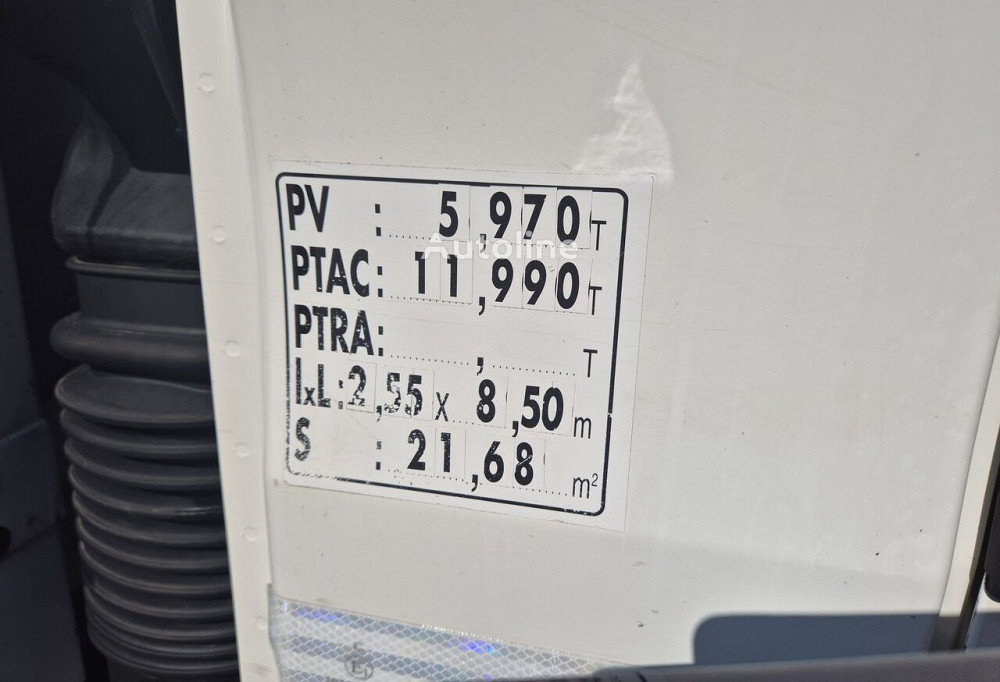 PV : 5,970 T
Autoline
PTAC: 11,990 T
PTRA: , T
lxL: 2,55 x 8,50 m
S : 21,68 m²